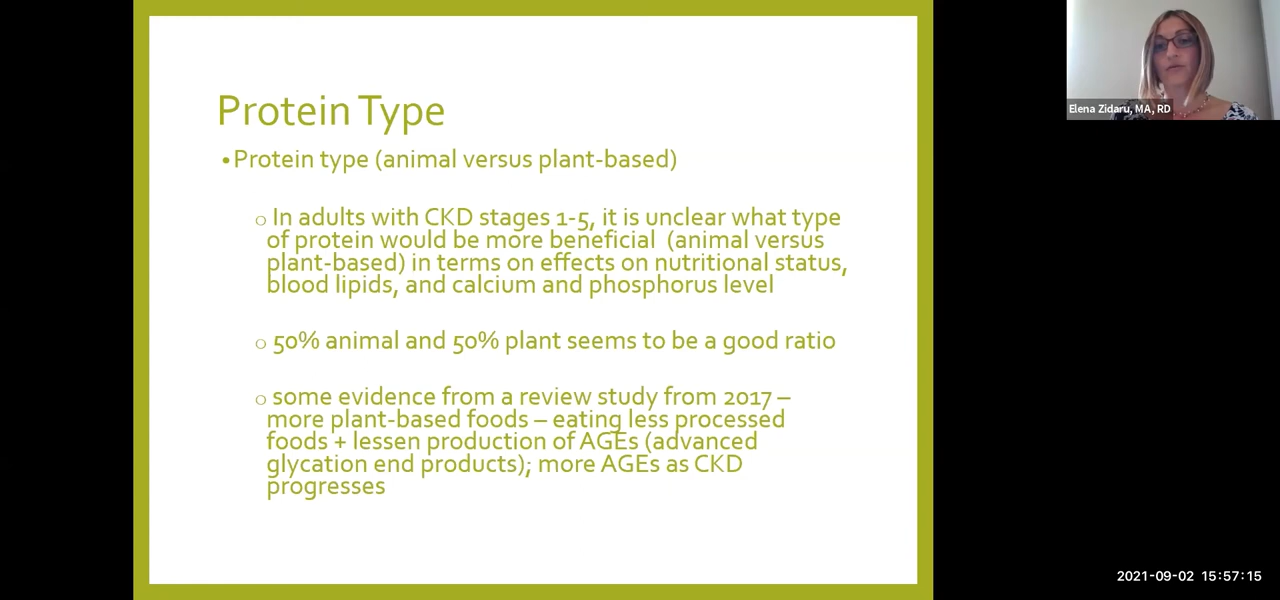 Protein Type
•Protein type (animal versus plant-based)
o In adults with CKD stages 1-5, it is unclear what type
of protein would be more beneficial (animal versus
plant-based) in terms on effects on nutritional status,
blood lipids, and calcium and phosphorus level
o 50% animal and 50% plant seems to be a good ratio
o some evidence from a review study from 2017 –
more plant-based foods – eating less processed
foods + lessen production of AGEs (advanced
glycation end products); more AGEs as CKD
progresses
Elena Zidaru, MA, RD
2021-09-02 15:57:15